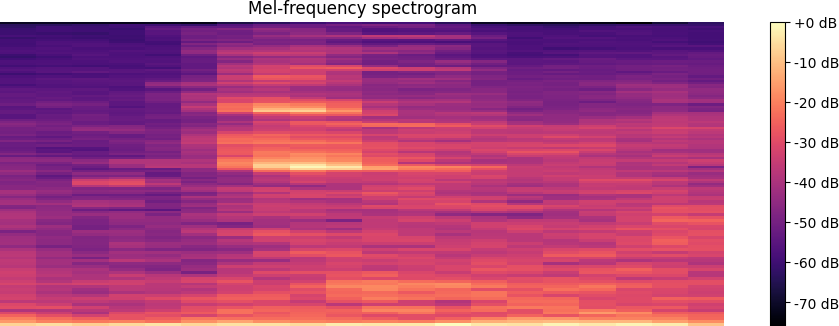 Mel-frequency spectrogram
+0 dB
-10 dB
-20 dB
-30 dB
-40 dB
-50 dB
-60 dB
-70 dB